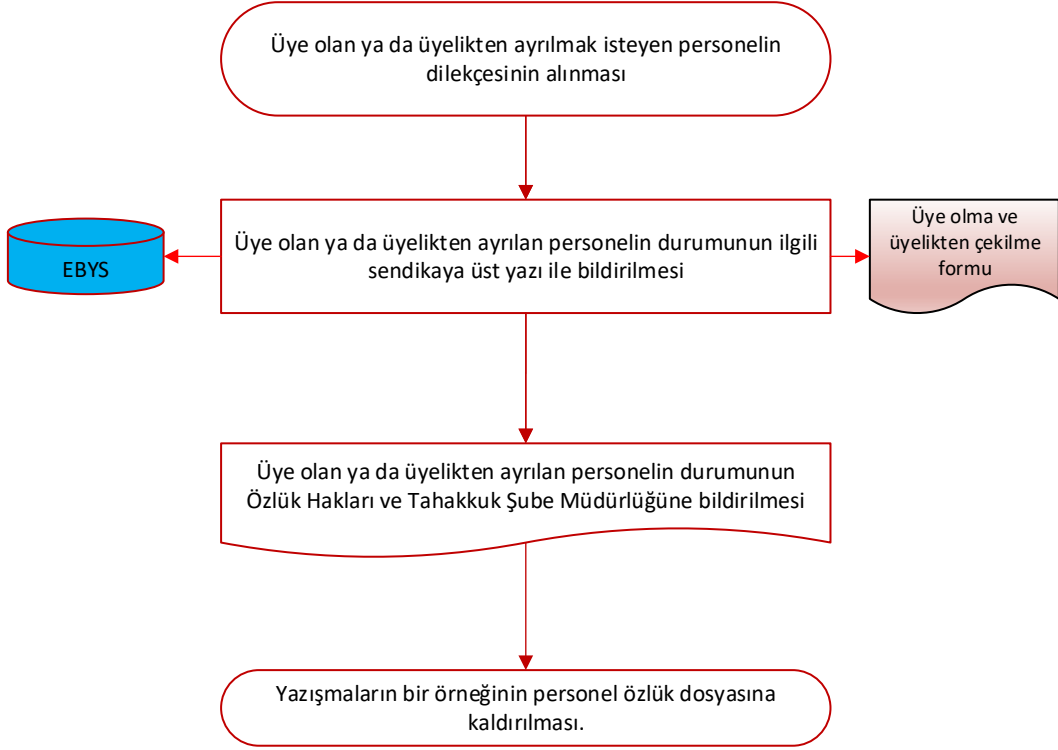 Üye olan ya da üyelikten ayrılmak isteyen personelin
dilekçesinin alınması
EBYS
Üye olan ya da üyelikten ayrılan personelin durumunun ilgili
sendikaya üst yazı ile bildirilmesi
Üye olma ve
üyelikten çekilme
formu
Üye olan ya da üyelikten ayrılan personelin durumunun
Özlük Hakları ve Tahakkuk Şube Müdürlüğüne bildirilmesi
Yazışmaların bir örneğinin personel özlük dosyasına
kaldırılması.